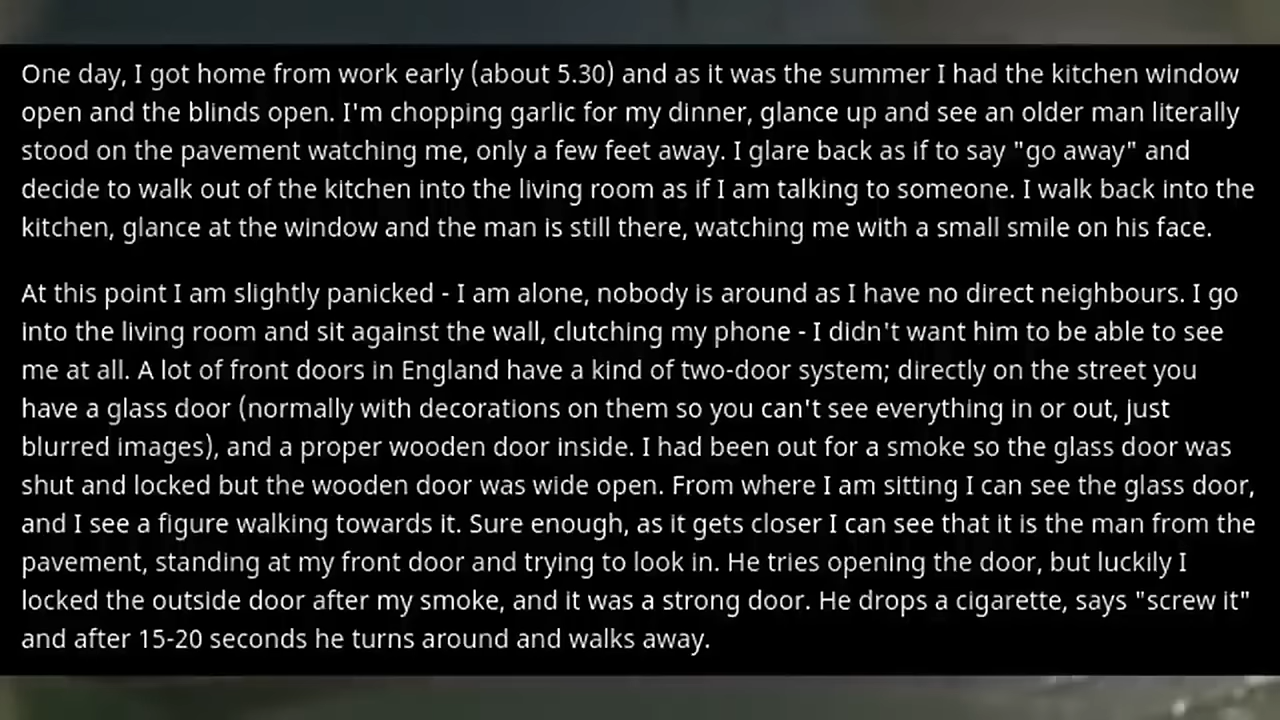 One day, I got home from work early (about 5.30) and as it was the summer I had the kitchen window
open and the blinds open. I'm chopping garlic for my dinner, glance up and see an older man literally
stood on the pavement watching me, only a few feet away. I glare back as if to say "go away" and
decide to walk out of the kitchen into the living room as if I am talking to someone. I walk back into the
kitchen, glance at the window and the man is still there, watching me with a small smile on his face.
At this point I am slightly panicked - I am alone, nobody is around as I have no direct neighbours. I go
into the living room and sit against the wall, clutching my phone - I didn't want him to be able to see
me at all. A lot of front doors in England have a kind of two-door system; directly on the street you
have a glass door (normally with decorations on them so you can't see everything in or out, just
blurred images), and a proper wooden door inside. I had been out for a smoke so the glass door was
shut and locked but the wooden door was wide open. From where I am sitting I can see the glass door,
and I see a figure walking towards it. Sure enough, as it gets closer I can see that it is the man from the
pavement, standing at my front door and trying to look in. He tries opening the door, but luckily I
locked the outside door after my smoke, and it was a strong door. He drops a cigarette, says "screw it"
and after 15-20 seconds he turns around and walks away.